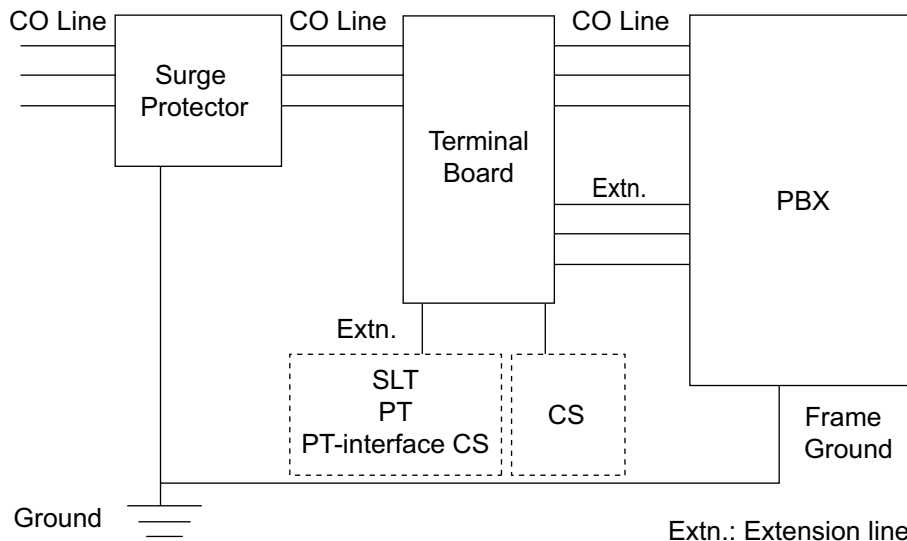 CO Line
CO Line
CO Line
Surge
Protector
Terminal
Board
Extn.
PBX
Extn.
SLT
PT
PT-interface CS
CS
Frame
Ground
Ground
Extn.: Extension line